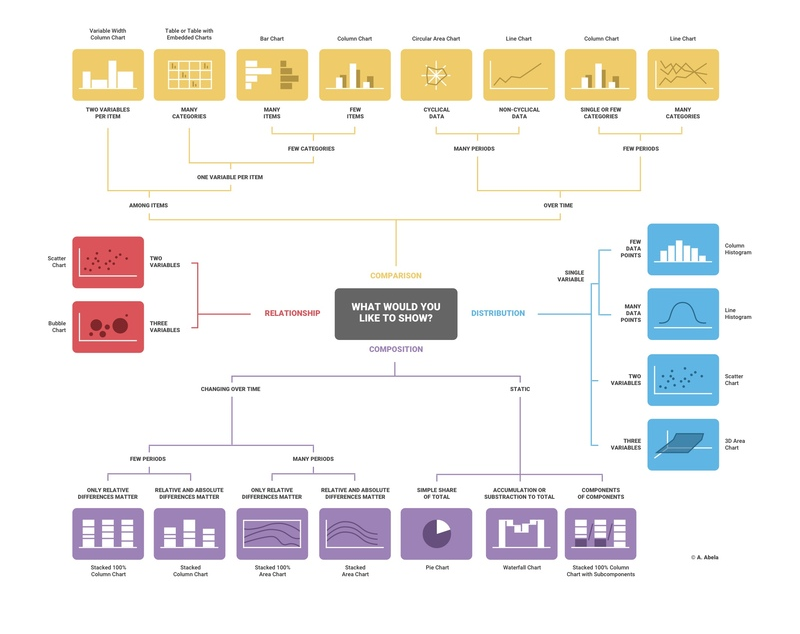 Variable Width
Column Chart
Table or Table with
Embedded Charts
Bar Chart
Column Chart
Circular Area Chart
Line Chart
Column Chart
Line Chart
TWO VARIABLES
PER ITEM
MANY
CATEGORIES
MANY
ITEMS
FEW
ITEMS
CYCLICAL
DATA
NON-CYCLICAL
DATA
SINGLE OR FEW
CATEGORIES
MANY
CATEGORIES
FEW CATEGORIES
MANY PERIODS
FEW PERIODS
ONE VARIABLE PER ITEM
AMONG ITEMS
OVER TIME
COMPARISON
Scatter
Chart
TWO
VARIABLES
Bubble
Chart
THREE
VARIABLES
RELATIONSHIP
WHAT WOULD YOU
LIKE TO SHOW?
DISTRIBUTION
SINGLE
VARIABLE
FEW
DATA
POINTS
Column
Histogram
MANY
DATA
POINTS
Line
Histogram
TWO
VARIABLES
Scatter
Chart
THREE
VARIABLES
3D Area
Chart
COMPOSITION
CHANGING OVER TIME
STATIC
FEW PERIODS
MANY PERIODS
ONLY RELATIVE
DIFFERENCES MATTER
RELATIVE AND ABSOLUTE
DIFFERENCES MATTER
ONLY RELATIVE
DIFFERENCES MATTER
RELATIVE AND ABSOLUTE
DIFFERENCES MATTER
SIMPLE SHARE
OF TOTAL
ACCUMULATION OR
SUBSTRACTION TO TOTAL
COMPONENTS
OF COMPONENTS
Stacked 100%
Column Chart
Stacked
Column Chart
Stacked 100%
Area Chart
Stacked
Area Chart
Pie Chart
Waterfall Chart
Stacked 100% Column
Chart with Subcomponents
© A. Abela